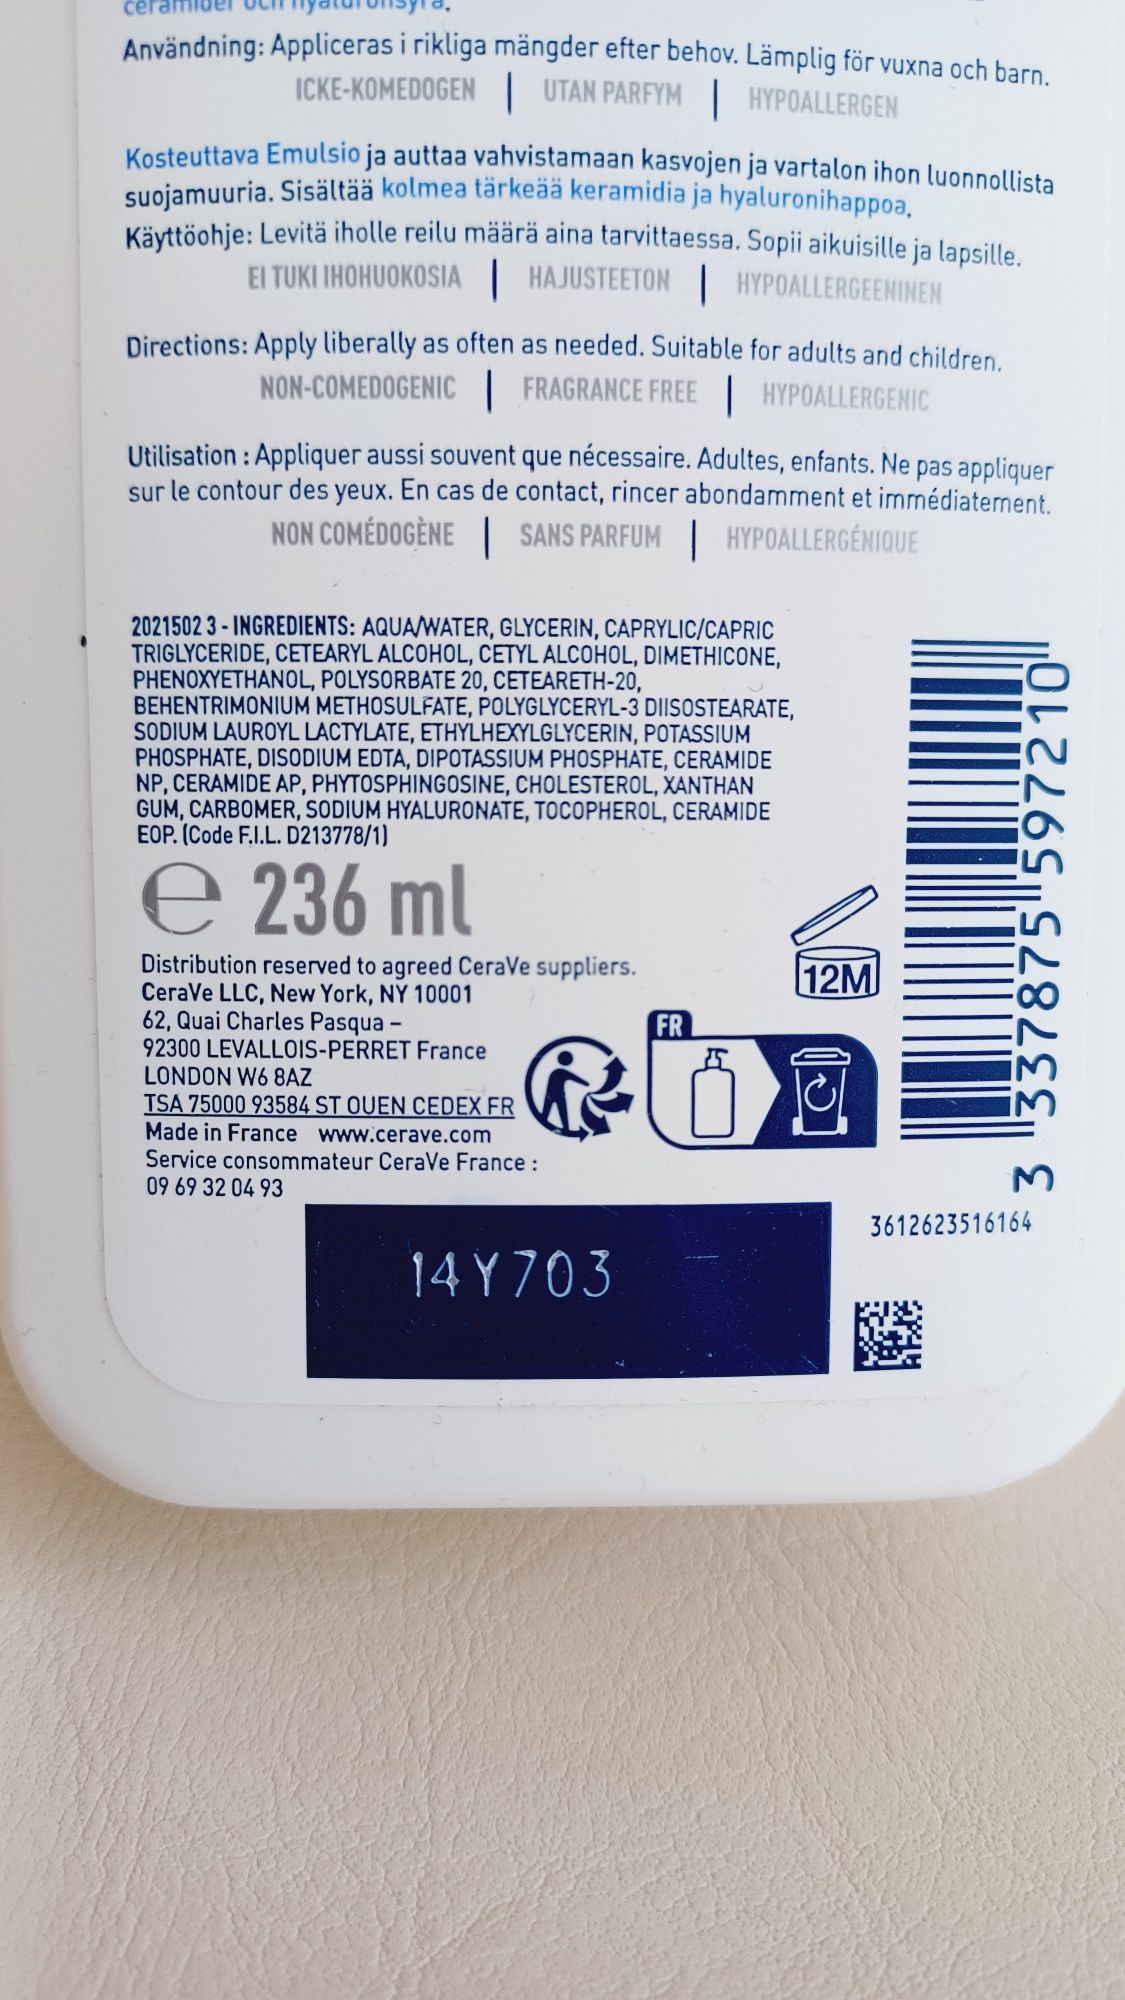 ceramider och hyaluronsyra.
Användning: Appliceras i rikliga mängder efter behov. Lämplig för vuxna och barn.
ICKE-KOMEDOGEN | UTAN PARFYM | HYPOALLERGEN
Kosteuttava Emulsio ja auttaa vahvistamaan kasvojen ja vartalon ihon luonnollista
suojamuuria. Sisältää kolmea tärkeää keramidia ja hyaluronihappoa.
Käyttöohje: Levitä iholle reilu määrä aina tarvittaessa. Sopii aikuisille ja lapsille.
EI TUKI IHOHUOKOSIA | HAJUSTEETON | HYPOALLERGEENINEN
Directions: Apply liberally as often as needed. Suitable for adults and children.
NON-COMEDOGENIC | FRAGRANCE FREE | HYPOALLERGENIC
Utilisation : Appliquer aussi souvent que nécessaire. Adultes, enfants. Ne pas appliquer
sur le contour des yeux. En cas de contact, rincer abondamment et immédiatement.
NON COMÉDOGÈNE | SANS PARFUM | HYPOALLERGÉNIQUE
2021502 3 - INGREDIENTS: AQUA/WATER, GLYCERIN, CAPRYLIC/CAPRIC
TRIGLYCERIDE, CETEARYL ALCOHOL, CETYL ALCOHOL, DIMETHICONE,
PHENOXYETHANOL, POLYSORBATE 20, CETEARETH-20,
BEHENTRIMONIUM METHOSULFATE, POLYGLYCERYL-3 DIISOSTEARATE,
SODIUM LAUROYL LACTYLATE, ETHYLHEXYLGLYCERIN, POTASSIUM
PHOSPHATE, DISODIUM EDTA, DIPOTASSIUM PHOSPHATE, CERAMIDE
NP, CERAMIDE AP, PHYTOSPHINGOSINE, CHOLESTEROL, XANTHAN
GUM, CARBOMER, SODIUM HYALURONATE, TOCOPHEROL, CERAMIDE
EOP. (Code F.I.L. D213778/1)
℮ 236 ml
Distribution reserved to agreed CeraVe suppliers.
CeraVe LLC, New York, NY 10001
62, Quai Charles Pasqua –
92300 LEVALLOIS-PERRET France
LONDON W6 8AZ
TSA 75000 93584 ST OUEN CEDEX FR
Made in France www.cerave.com
Service consommateur CeraVe France :
09 69 32 04 93
12M
FR
3 337875 597210
3612623516164
14Y703